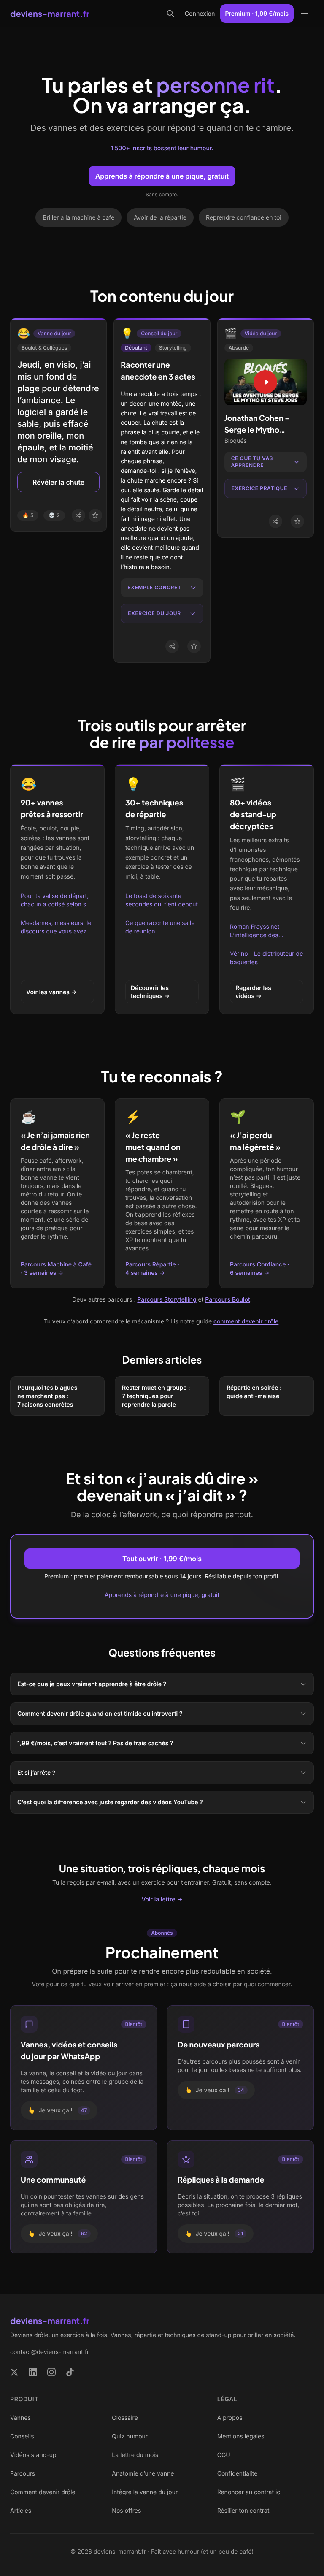 deviens-marrant.fr
Connexion
Premium · 1,99 €/mois
Tu parles et personne rit.
On va arranger ça.
Des vannes et des exercices pour répondre quand on te chambre.
1 500+ inscrits bossent leur humour.
Apprends à répondre à une pique, gratuit
Sans compte.
Briller à la machine à café
Avoir de la répartie
Reprendre confiance en toi
Ton contenu du jour
Vanne du jour
Boulot & Collègues
Jeudi, en visio, j'ai
mis un fond de
plage pour détendre
l'ambiance. Le
logiciel a gardé le
sable, puis effacé
mon oreille, mon
épaule, et la moitié
de mon visage.
Révéler la chute
🔥 5
💀 2
Conseil du jour
Débutant
Storytelling
Raconter une
anecdote en 3 actes
Une anecdote a trois temps :
un décor, une montée, une
chute. Le vrai travail est de
couper. La chute est la
phrase la plus courte, et elle
ne tombe que si rien ne la
ralentit avant elle. Pour
chaque phrase,
demande-toi : si je l'enlève,
la chute marche encore ? Si
oui, elle saute. Garde le détail
qui fait voir la scène, coupe
le détail réaliste, celui qui ne
fait ni image ni effet. Une
anecdote ne devient pas
meilleure quand on ajoute,
elle devient meilleure quand
il ne reste que ce dont
l'histoire a besoin.
EXEMPLE CONCRET
EXERCICE DU JOUR
Vidéo du jour
Absurde
BLOQUÉS
LES AVENTURES DE SERGE
LE MYTHO ET STEVE JOBS
Jonathan Cohen -
Serge le Mytho...
Bloqués
CE QUE TU VAS
APPRENDRE
EXERCICE PRATIQUE
Trois outils pour arrêter
de rire par politesse
90+ vannes
prêtes à ressortir
École, boulot, couple,
soirées : les vannes sont
rangées par situation,
pour que tu trouves la
bonne avant que le
moment soit passé.
Pour ta valise de départ,
chacun a cotisé selon s...
Mesdames, messieurs, le
discours que vous avez...
Voir les vannes →
30+ techniques
de répartie
Timing, autodérision,
storytelling : chaque
technique arrive avec un
exemple concret et un
exercice à tester dès ce
midi, à table.
Le toast de soixante
secondes qui tient debout
Ce que raconte une salle
de réunion
Découvrir les
techniques →
80+ vidéos
de stand-up
décryptées
Les meilleurs extraits
d'humoristes
francophones, démontés
technique par technique
pour que tu repartes
avec leur mécanique,
pas seulement avec le
fou rire.
Roman Frayssinet -
L'intelligence des...
Vérino - Le distributeur de
baguettes
Regarder les
vidéos →
Tu te reconnais ?
« Je n'ai jamais rien
de drôle à dire »
Pause café, afterwork,
dîner entre amis : la
bonne vanne te vient
toujours, mais dans le
métro du retour. On te
donne des vannes
courtes à ressortir sur le
moment, et une série de
jours de pratique pour
garder le rythme.
Parcours Machine à Café
· 3 semaines →
« Je reste
muet quand on
me chambre »
Tes potes se chambrent,
tu cherches quoi
répondre, et quand tu
trouves, la conversation
est passée à autre chose.
On t'apprend les réflexes
de base avec des
exercices simples, et tes
XP te montrent que tu
avances.
Parcours Répartie ·
4 semaines →
« J'ai perdu
ma légèreté »
Après une période
compliquée, ton humour
n'est pas parti, il est juste
rouillé. Blagues,
storytelling et
autodérision pour le
remettre en route à ton
rythme, avec tes XP et ta
série pour mesurer le
chemin parcouru.
Parcours Confiance ·
6 semaines →
Deux autres parcours : Parcours Storytelling et Parcours Boulot.
Tu veux d'abord comprendre le mécanisme ? Lis notre guide comment devenir drôle.
Derniers articles
Pourquoi tes blagues
ne marchent pas :
7 raisons concrètes
Rester muet en groupe :
7 techniques pour
reprendre la parole
Répartie en soirée :
guide anti-malaise
Et si ton « j'aurais dû dire »
devenait un « j'ai dit » ?
De la coloc à l'afterwork, de quoi répondre partout.
Tout ouvrir · 1,99 €/mois
Premium : premier paiement remboursable sous 14 jours. Résiliable depuis ton profil.
Apprends à répondre à une pique, gratuit
Questions fréquentes
Est-ce que je peux vraiment apprendre à être drôle ?
Comment devenir drôle quand on est timide ou introverti ?
1,99 €/mois, c'est vraiment tout ? Pas de frais cachés ?
Et si j'arrête ?
C'est quoi la différence avec juste regarder des vidéos YouTube ?
Une situation, trois répliques, chaque mois
Tu la reçois par e-mail, avec un exercice pour t'entraîner. Gratuit, sans compte.
Voir la lettre →
Abonnés
Prochainement
On prépare la suite pour te rendre encore plus redoutable en société.
Vote pour ce que tu veux voir arriver en premier : ça nous aide à choisir par quoi commencer.
Bientôt
Vannes, vidéos et conseils
du jour par WhatsApp
La vanne, le conseil et la vidéo du jour dans
tes messages, coincés entre le groupe de la
famille et celui du foot.
👆 Je veux ça ! 47
Bientôt
De nouveaux parcours
D'autres parcours plus poussés sont à venir,
pour le jour où tes bases ne te suffiront plus.
👆 Je veux ça ! 34
Bientôt
Une communauté
Un coin pour tester tes vannes sur des gens
qui ne sont pas obligés de rire,
contrairement à ta famille.
👆 Je veux ça ! 62
Bientôt
Répliques à la demande
Décris la situation, on te propose 3 répliques
possibles. La prochaine fois, le dernier mot,
c'est toi.
👆 Je veux ça ! 21
deviens-marrant.fr
Deviens drôle, un exercice à la fois. Vannes, répartie et techniques de stand-up pour briller en société.
contact@deviens-marrant.fr
PRODUIT
LÉGAL
Vannes
Glossaire
À propos
Conseils
Quiz humour
Mentions légales
Vidéos stand-up
La lettre du mois
CGU
Parcours
Anatomie d'une vanne
Confidentialité
Comment devenir drôle
Intègre la vanne du jour
Renoncer au contrat ici
Articles
Nos offres
Résilier ton contrat
© 2026 deviens-marrant.fr · Fait avec humour (et un peu de café)